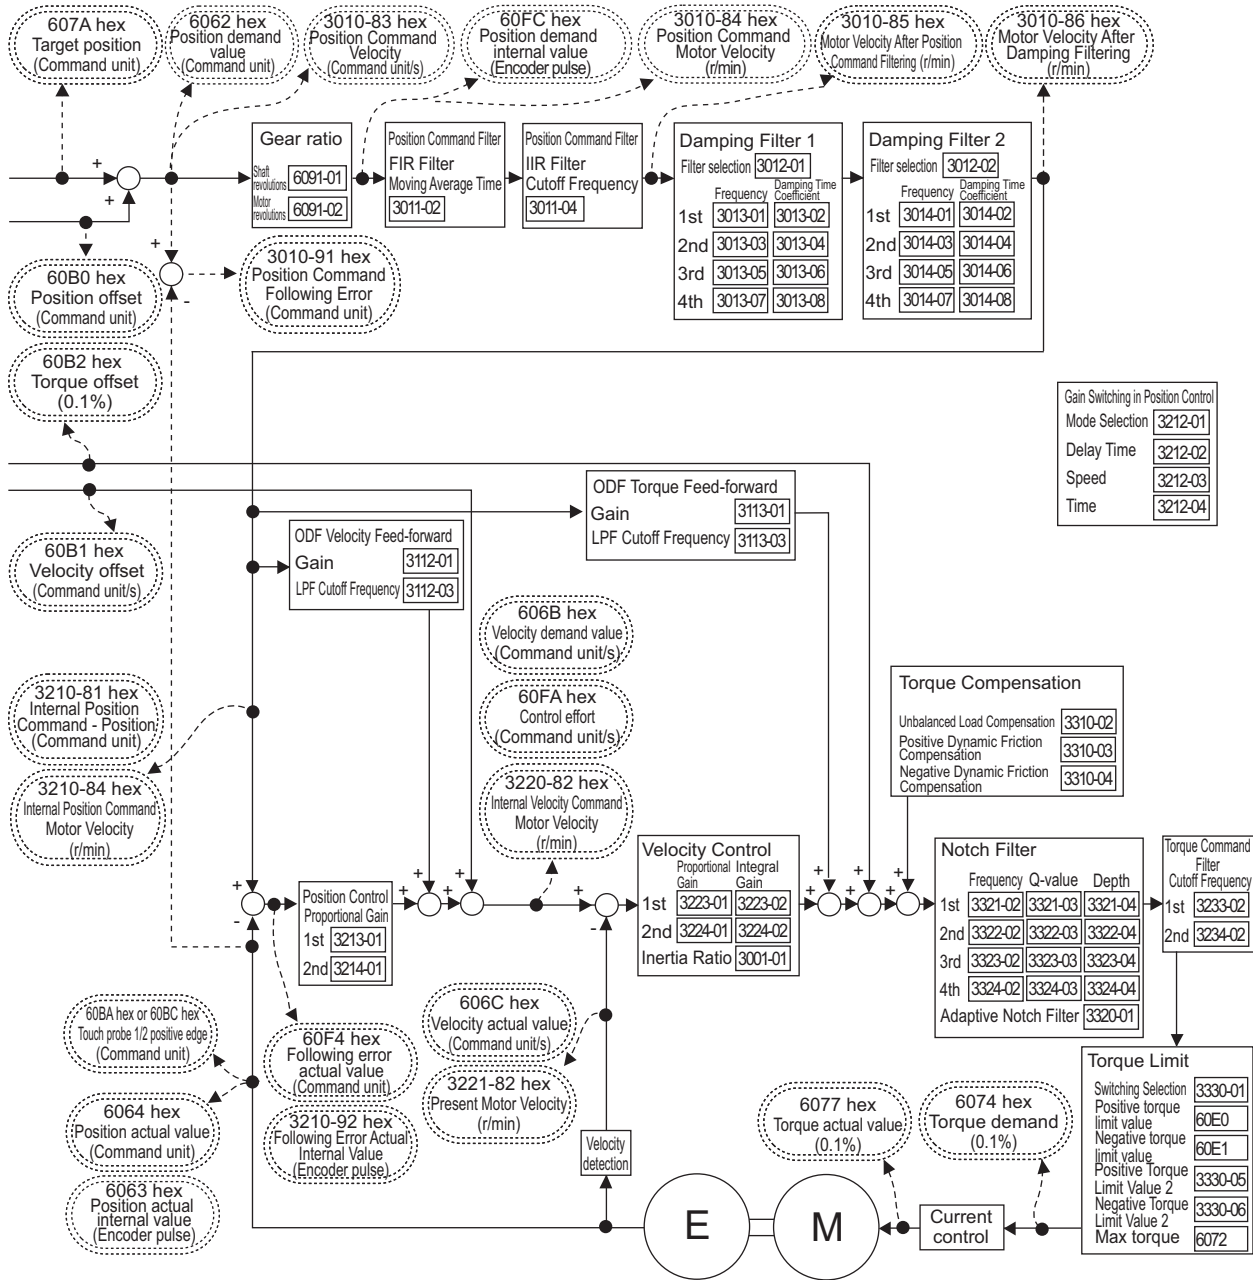 607A hex
Target position
(Command unit)
6062 hex
Position demand
value
(Command unit)
3010-83 hex
Position Command
Velocity
(Command unit/s)
60FC hex
Position demand
internal value
(Encoder pulse)
3010-84 hex
Position Command
Motor Velocity
(r/min)
3010-85 hex
Motor Velocity After Position
Command Filtering (r/min)
3010-86 hex
Motor Velocity After
Damping Filtering
(r/min)
+
+
+
-
Gear ratio
Shaft
revolutions 6091-01
Motor
revolutions 6091-02
Position Command Filter
FIR Filter
Moving Average Time
3011-02
Position Command Filter
IIR Filter
Cutoff Frequency
3011-04
Damping Filter 1
Filter selection 3012-01
Frequency Damping Time
Coefficient
1st 3013-01 3013-02
2nd 3013-03 3013-04
3rd 3013-05 3013-06
4th 3013-07 3013-08
Damping Filter 2
Filter selection 3012-02
Frequency Damping Time
Coefficient
1st 3014-01 3014-02
2nd 3014-03 3014-04
3rd 3014-05 3014-06
4th 3014-07 3014-08
60B0 hex
Position offset
(Command unit)
3010-91 hex
Position Command
Following Error
(Command unit)
60B2 hex
Torque offset
(0.1%)
Gain Switching in Position Control
Mode Selection 3212-01
Delay Time 3212-02
Speed 3212-03
Time 3212-04
60B1 hex
Velocity offset
(Command unit/s)
ODF Velocity Feed-forward
Gain 3112-01
LPF Cutoff Frequency 3112-03
ODF Torque Feed-forward
Gain 3113-01
LPF Cutoff Frequency 3113-03
606B hex
Velocity demand value
(Command unit/s)
60FA hex
Control effort
(Command unit/s)
3220-82 hex
Internal Velocity Command
Motor Velocity
(r/min)
3210-81 hex
Internal Position
Command - Position
(Command unit)
3210-84 hex
Internal Position Command
Motor Velocity
(r/min)
Torque Compensation
Unbalanced Load Compensation 3310-02
Positive Dynamic Friction
Compensation 3310-03
Negative Dynamic Friction
Compensation 3310-04
+
-
Position Control
Proportional Gain
1st 3213-01
2nd 3214-01
+
+
+
+
+
-
Velocity Control
Proportional Gain Integral Gain
1st 3223-01 3223-02
2nd 3224-01 3224-02
Inertia Ratio 3001-01
+
+
+
+
+
+
Notch Filter
Frequency Q-value Depth
1st 3321-02 3321-03 3321-04
2nd 3322-02 3322-03 3322-04
3rd 3323-02 3323-03 3323-04
4th 3324-02 3324-03 3324-04
Adaptive Notch Filter 3320-01
Torque Command
Filter
Cutoff Frequency
1st 3233-02
2nd 3234-02
60BA hex or 60BC hex
Touch probe 1/2 positive edge
(Command unit)
6064 hex
Position actual value
(Command unit)
6063 hex
Position actual
internal value
(Encoder pulse)
60F4 hex
Following error
actual value
(Command unit)
3210-92 hex
Following Error Actual
Internal Value
(Encoder pulse)
606C hex
Velocity actual value
(Command unit/s)
3221-82 hex
Present Motor Velocity
(r/min)
Velocity
detection
E
M
6077 hex
Torque actual value
(0.1%)
6074 hex
Torque demand
(0.1%)
Current
control
Torque Limit
Switching Selection 3330-01
Positive torque
limit value 60E0
Negative torque
limit value 60E1
Positive Torque
Limit Value 2 3330-05
Negative Torque
Limit Value 2 3330-06
Max torque 6072